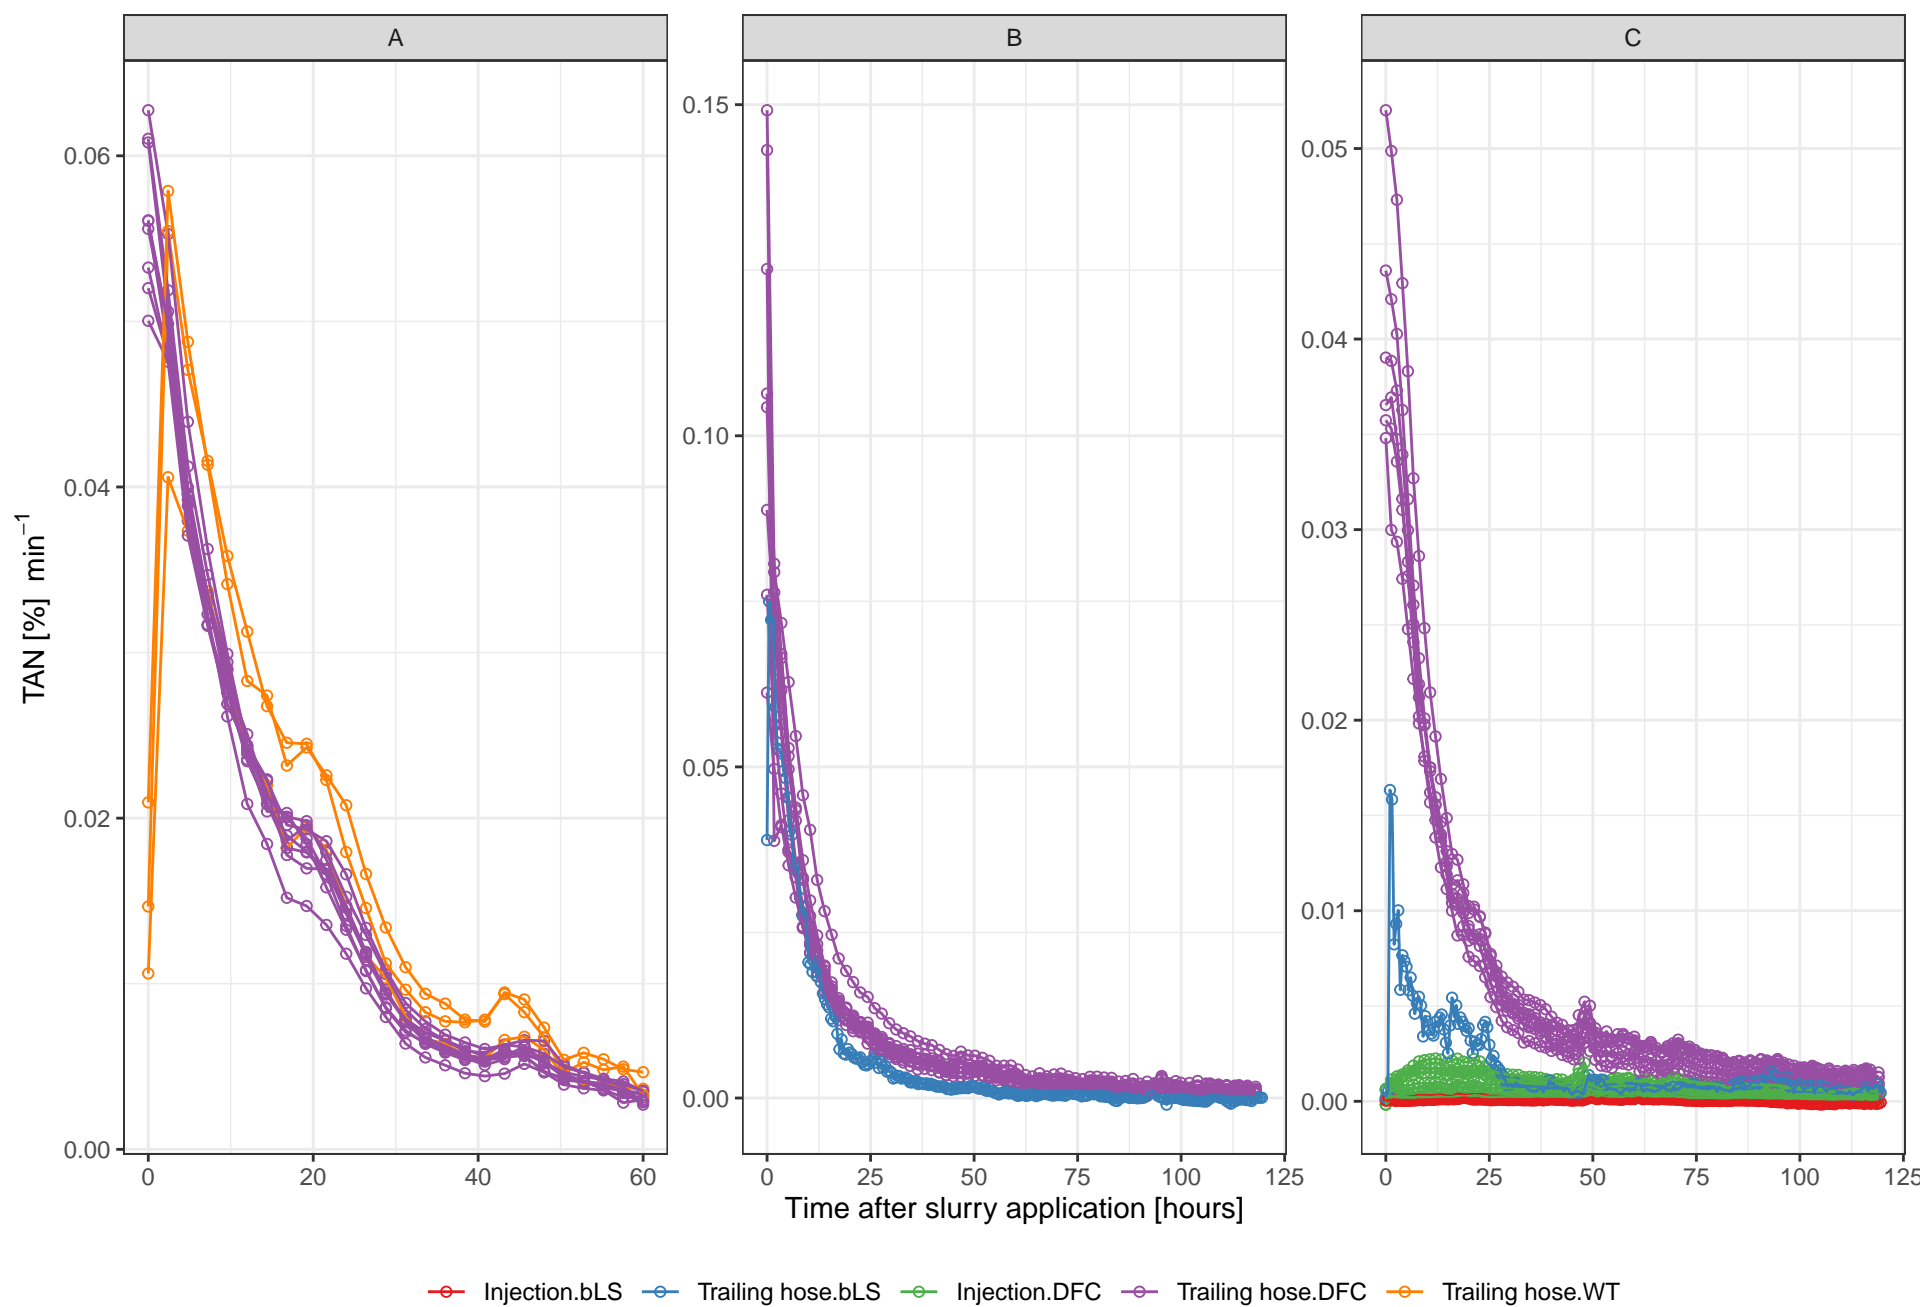 A B C
0.06
0.04
0.02
0.00
0.15
0.10
0.05
0.00
0.05
0.04
0.03
0.02
0.01
0.00
TAN [%] min⁻¹
0 20 40 60
0 25 50 75 100 125
0 25 50 75 100 125
Time after slurry application [hours]
Injection.bLS Trailing hose.bLS Injection.DFC Trailing hose.DFC Trailing hose.WT